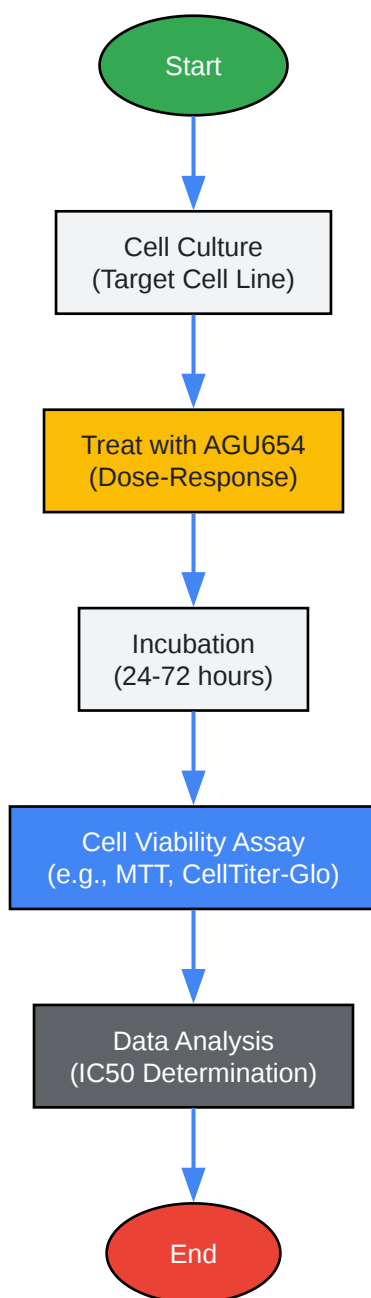 Start
Cell Culture
(Target Cell Line)
Treat with AGU654
(Dose-Response)
Incubation
(24-72 hours)
Cell Viability Assay
(e.g., MTT, CellTiter-Glo)
Data Analysis
(IC50 Determination)
End